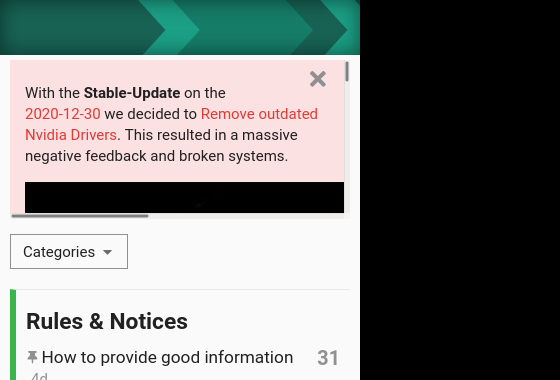 With the Stable-Update on the
2020-12-30 we decided to Remove outdated
Nvidia Drivers. This resulted in a massive
negative feedback and broken systems.
Categories
Rules & Notices
How to provide good information 31
4d